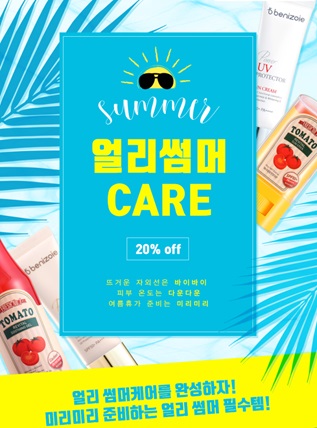 benizoie
UV
PROTECTOR
SUN CREAM
TOMATO
summer
얼리썸머
CARE
20% off
뜨거운 자외선은 바이바이
피부 온도는 다운다운
여름휴가 준비는 미리미리
benizoie
TOMATO
얼리 썸머케어를 완성하자!
미리미리 준비하는 얼리 썸머 필수템!